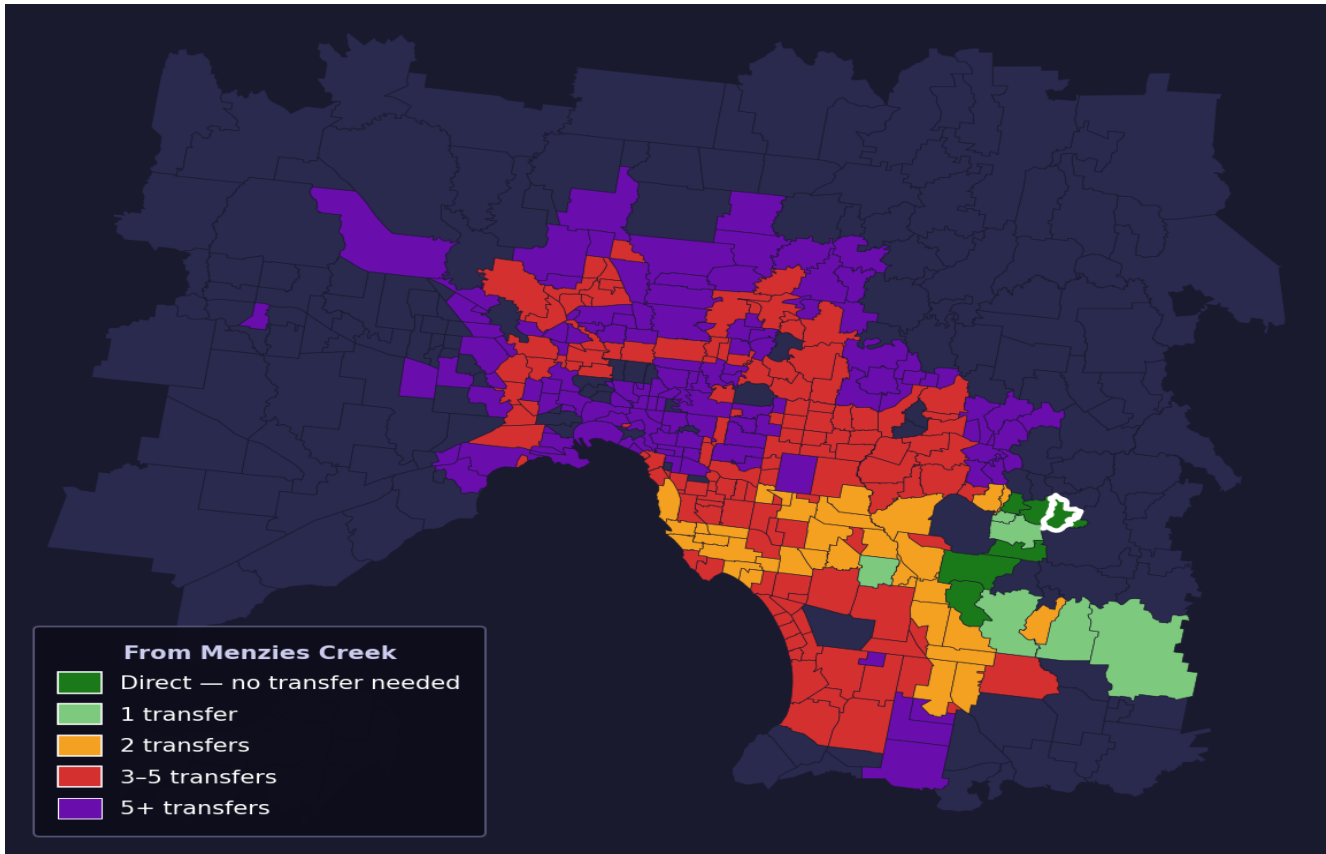 From Menzies Creek
Direct — no transfer needed
1 transfer
2 transfers
3–5 transfers
5+ transfers